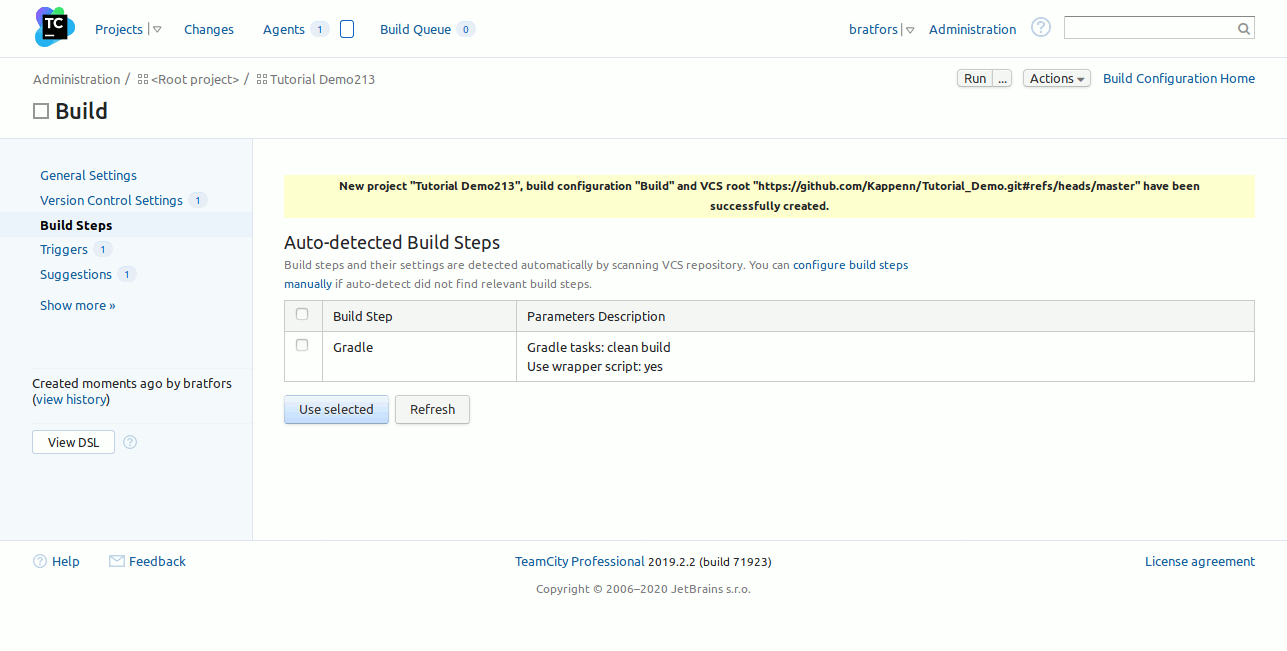 TC
Projects
Changes
Agents 1
Build Queue 0
bratfors
Administration
?
Administration / <Root project> / Tutorial Demo213
Run ...
Actions
Build Configuration Home
Build
General Settings
Version Control Settings 1
Build Steps
Triggers 1
Suggestions 1
Show more »
Created moments ago by bratfors
(view history)
View DSL ?
New project "Tutorial Demo213", build configuration "Build" and VCS root "https://github.com/Kappenn/Tutorial_Demo.git#refs/heads/master" have been
successfully created.
Auto-detected Build Steps
Build steps and their settings are detected automatically by scanning VCS repository. You can configure build steps
manually if auto-detect did not find relevant build steps.
Build Step Parameters Description
Gradle Gradle tasks: clean build
Use wrapper script: yes
Use selected Refresh
? Help Feedback TeamCity Professional 2019.2.2 (build 71923) License agreement
Copyright © 2006–2020 JetBrains s.r.o.